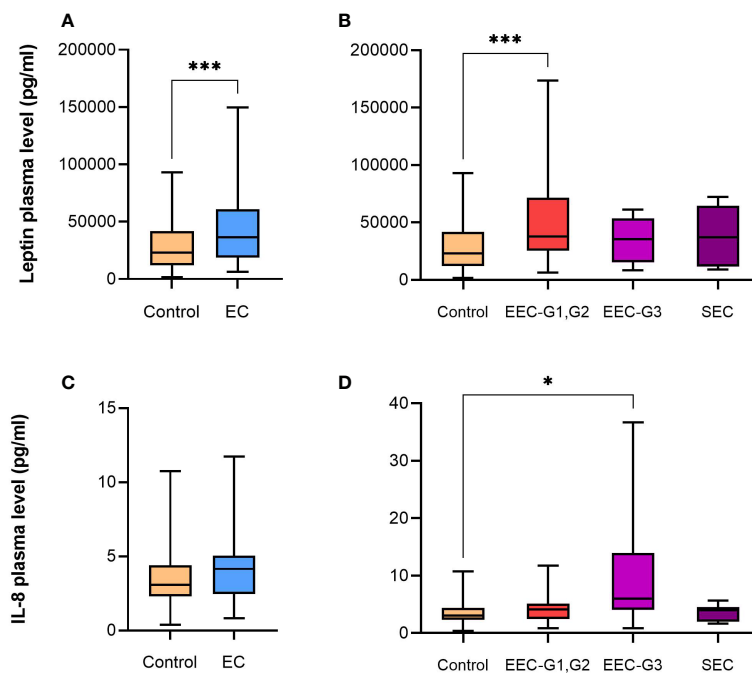 A
Leptin plasma level (pg/ml)
200000
150000
100000
50000
0
***
Control
EC
B
200000
150000
100000
50000
0
***
Control
EEC-G1,G2
EEC-G3
SEC
C
IL-8 plasma level (pg/ml)
15
10
5
0
Control
EC
D
40
30
20
10
0
*
Control
EEC-G1,G2
EEC-G3
SEC